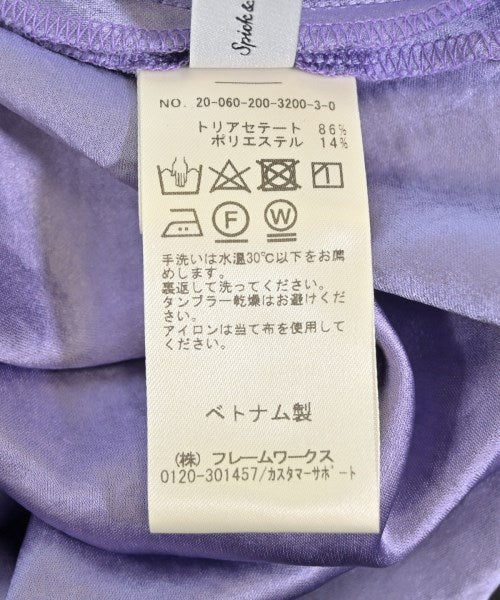 Spick &
NO. 20-060-200-3200-3-0
トリアセテート 86%
ポリエステル 14%
F W
手洗いは水温30℃以下をお薦
めします。
裏返して洗ってください。
タンブラー乾燥はお避けくだ
さい。
アイロンは当て布を使用して
ください。
ベトナム製
(株) フレームワークス
0120-301457/カスタマーサポート